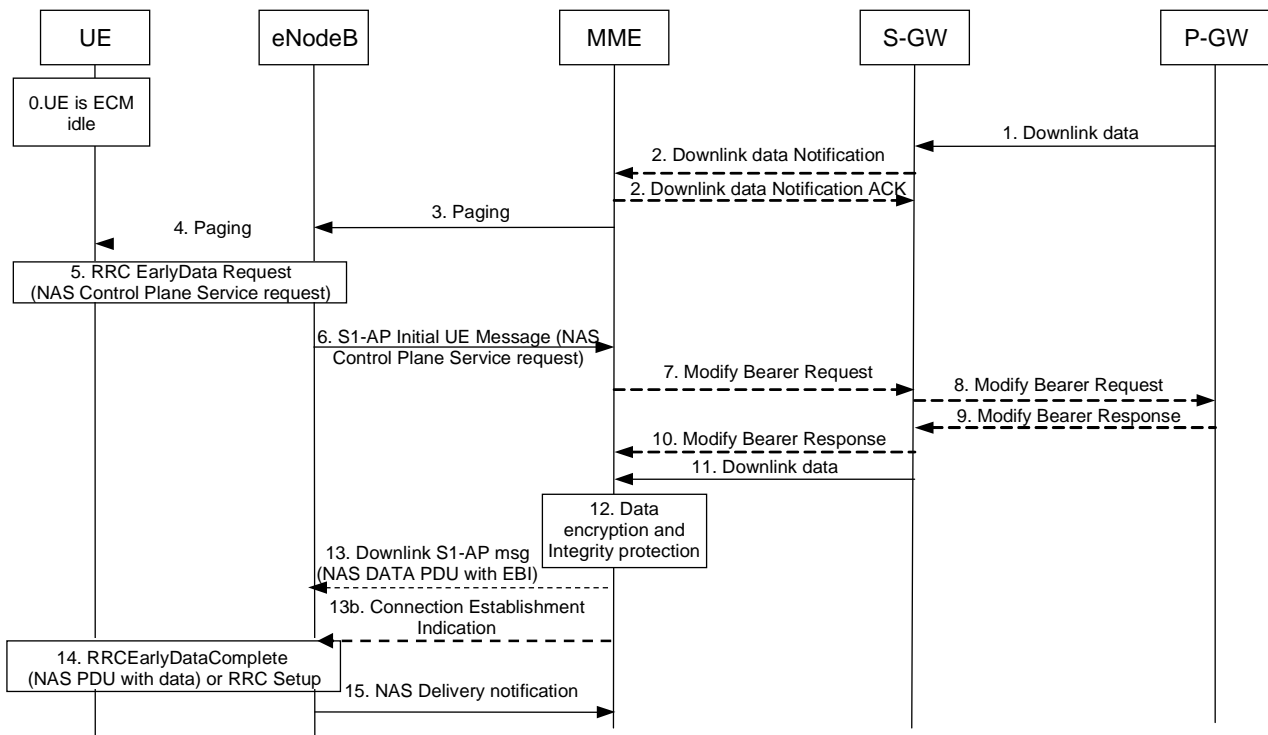 UE
eNodeB
MME
S-GW
P-GW
0.UE is ECM
idle
1. Downlink data
2. Downlink data Notification
2. Downlink data Notification ACK
3. Paging
4. Paging
5. RRC EarlyData Request
(NAS Control Plane Service request)
6. S1-AP Initial UE Message (NAS
Control Plane Service request)
7. Modify Bearer Request
8. Modify Bearer Request
9. Modify Bearer Response
10. Modify Bearer Response
11. Downlink data
12. Data
encryption and
Integrity protection
13. Downlink S1-AP msg
(NAS DATA PDU with EBI)
13b. Connection Establishment
Indication
14. RRCEarlyDataComplete
(NAS PDU with data) or RRC Setup
15. NAS Delivery notification